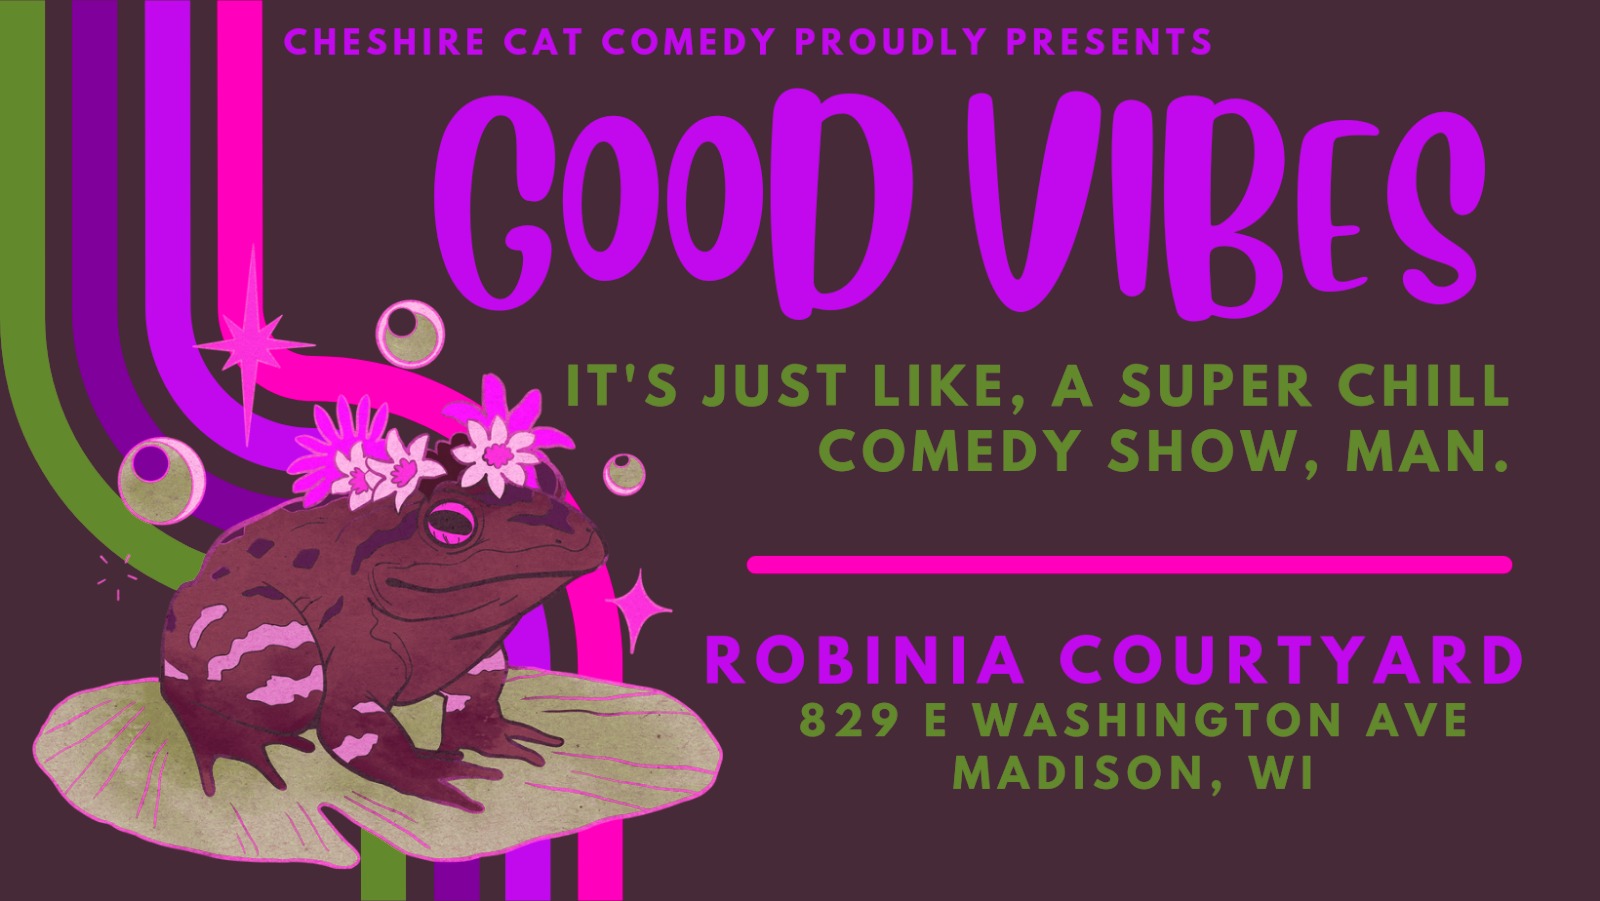 CHESHIRE CAT COMEDY PROUDLY PRESENTS
GOOD VIBES
IT'S JUST LIKE, A SUPER CHILL
COMEDY SHOW, MAN.
ROBINIA COURTYARD
829 E WASHINGTON AVE
MADISON, WI